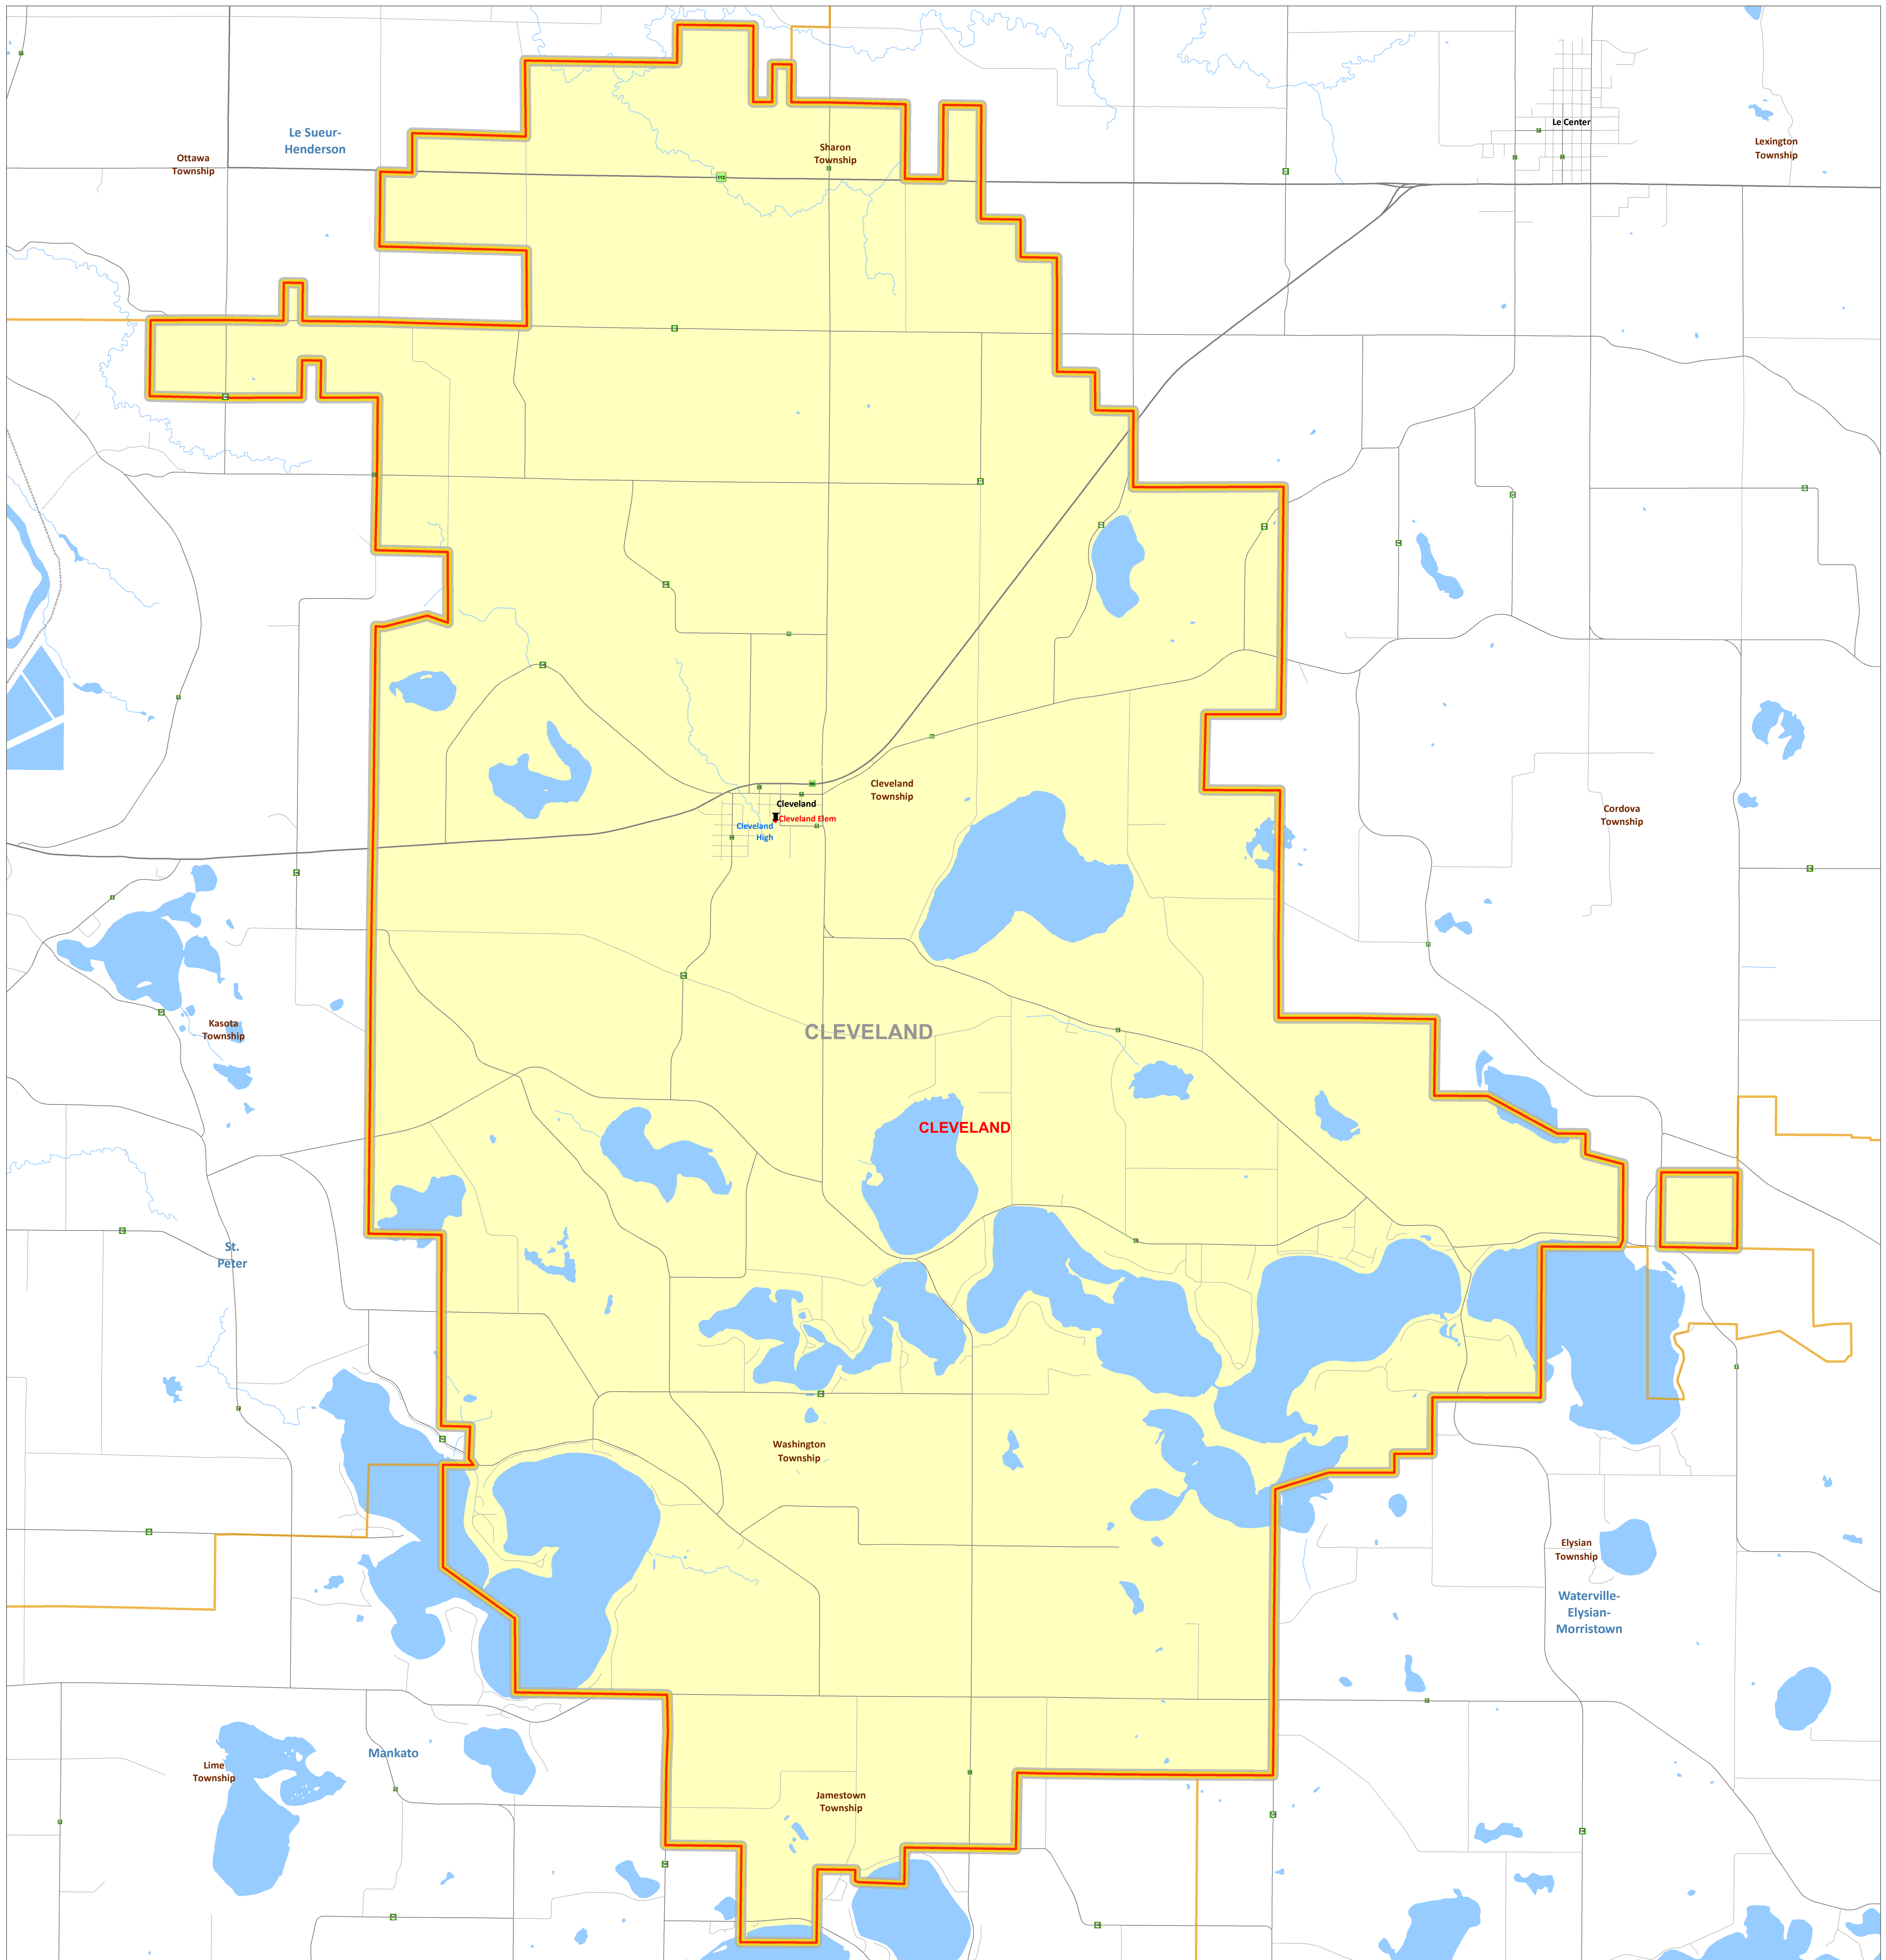 Le Sueur-
Henderson
Ottawa
Township
Sharon
Township
112
Le Center
Lexington
Township
Cleveland
Township
99
Cleveland
Cleveland Elem
Cleveland
High
Cordova
Township
Kasota
Township
CLEVELAND
CLEVELAND
St.
Peter
Washington
Township
Elysian
Township
Waterville-
Elysian-
Morristown
Mankato
Lime
Township
Jamestown
Township